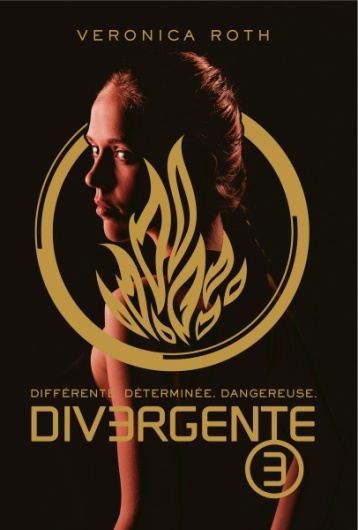 VERONICA ROTH
DIFFÉRENTE. DÉTERMINÉE. DANGEREUSE.
DIVERGENTE
3